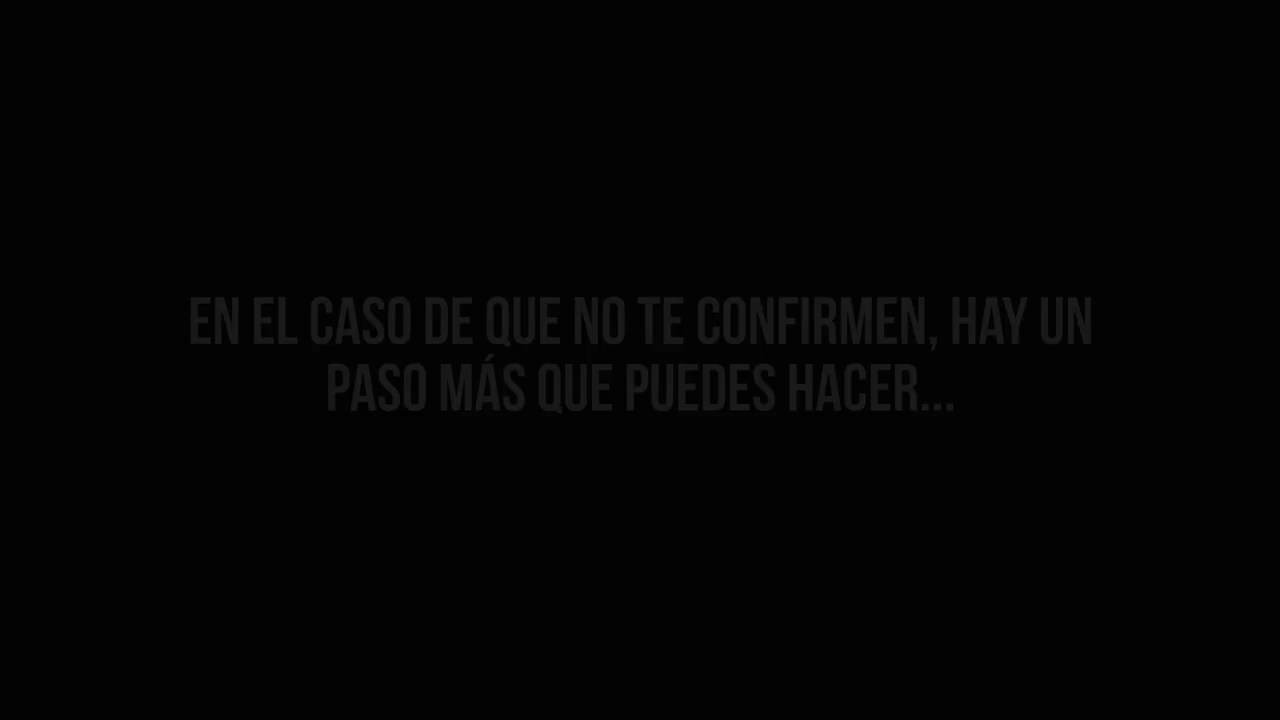 EN EL CASO DE QUE NO TE CONFIRMEN, HAY UN
PASO MÁS QUE PUEDES HACER...